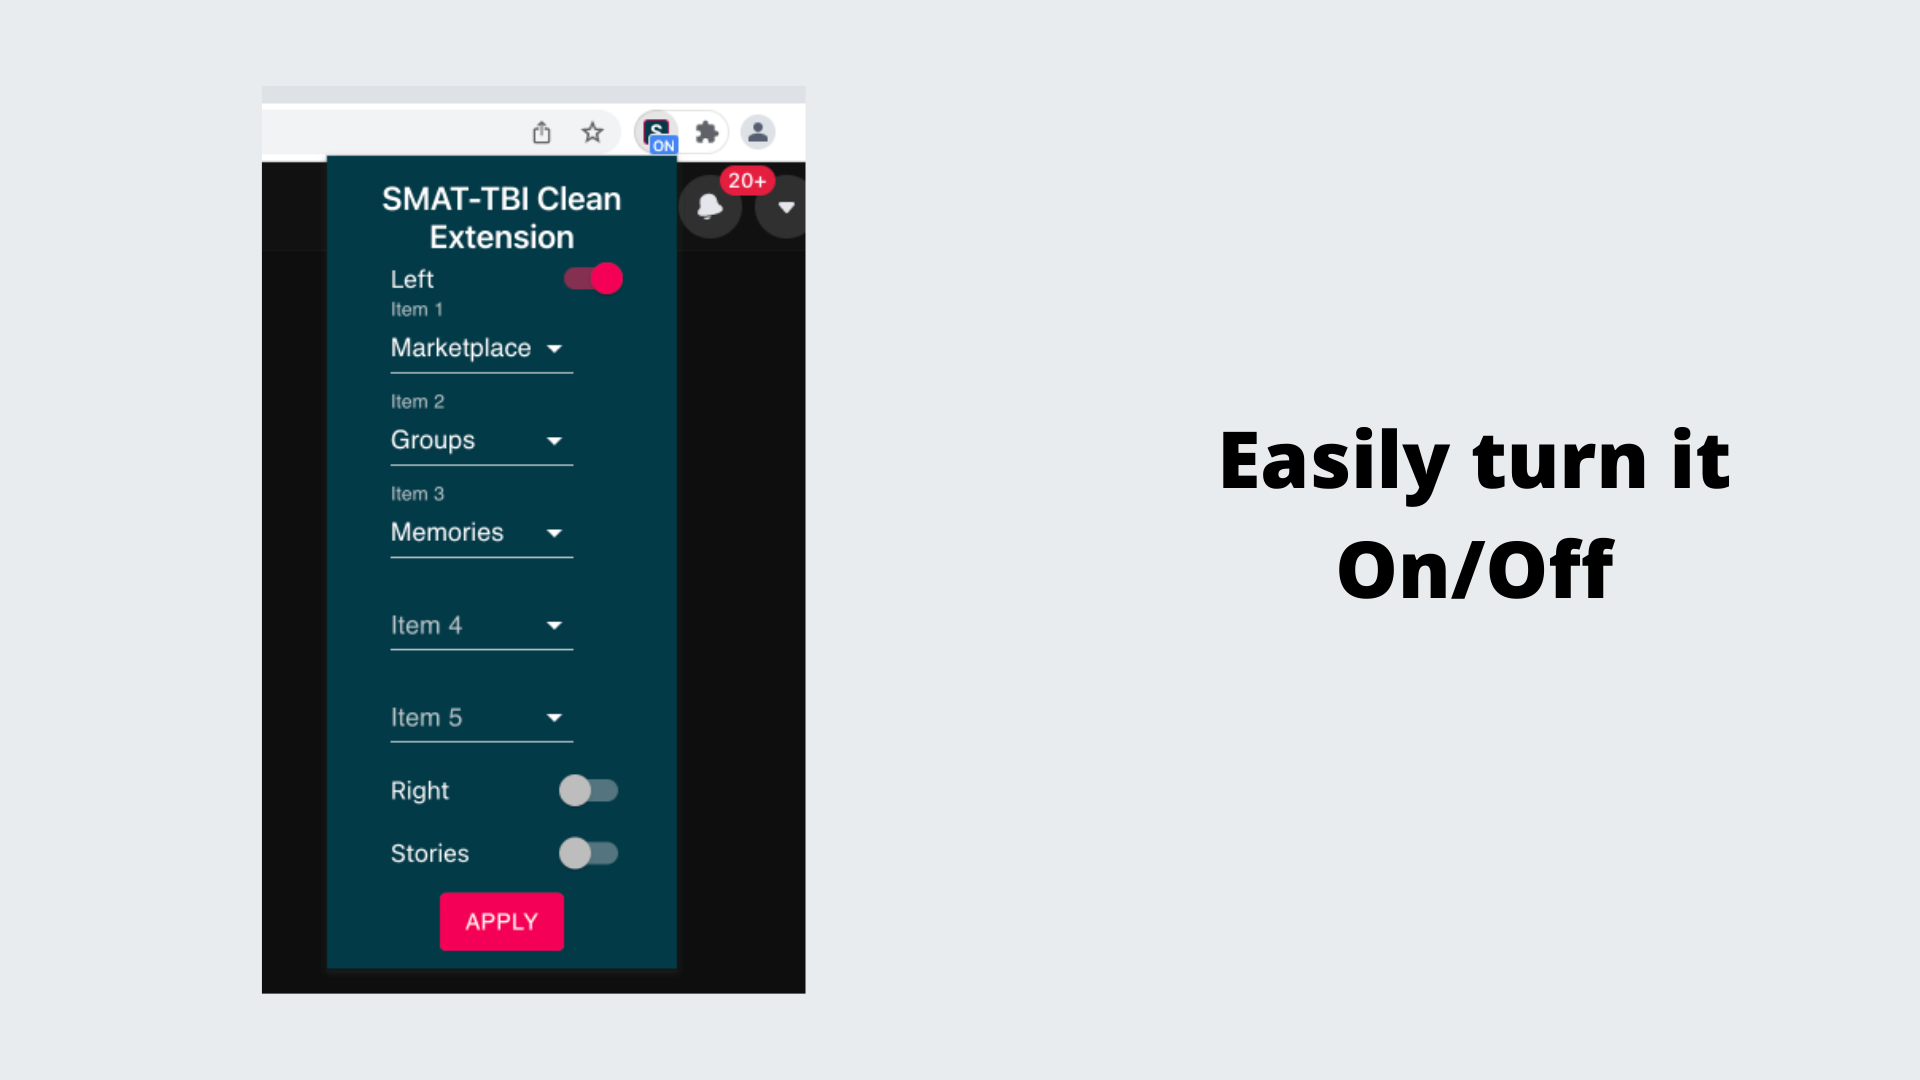 S
ON
20+
SMAT-TBI Clean
Extension
Left
Item 1
Marketplace
Item 2
Groups
Item 3
Memories
Item 4
Item 5
Right
Stories
APPLY
Easily turn it
On/Off